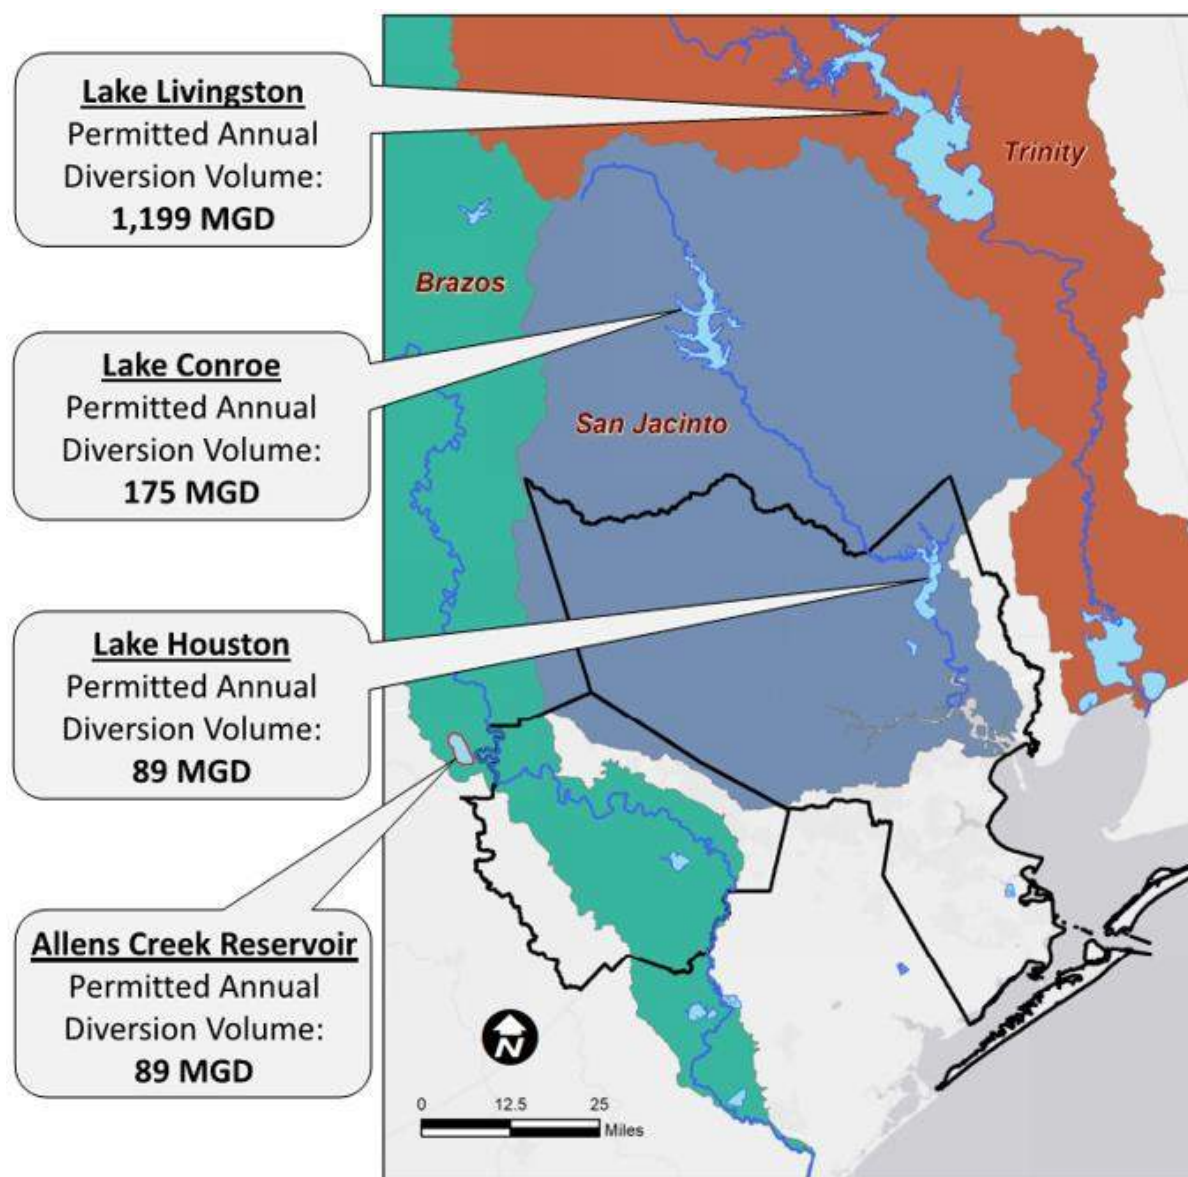 Lake Livingston
Permitted Annual
Diversion Volume:
1,199 MGD
Trinity
Brazos
Lake Conroe
Permitted Annual
Diversion Volume:
175 MGD
San Jacinto
Lake Houston
Permitted Annual
Diversion Volume:
89 MGD
Allens Creek Reservoir
Permitted Annual
Diversion Volume:
89 MGD
N
0 12.5 25
Miles